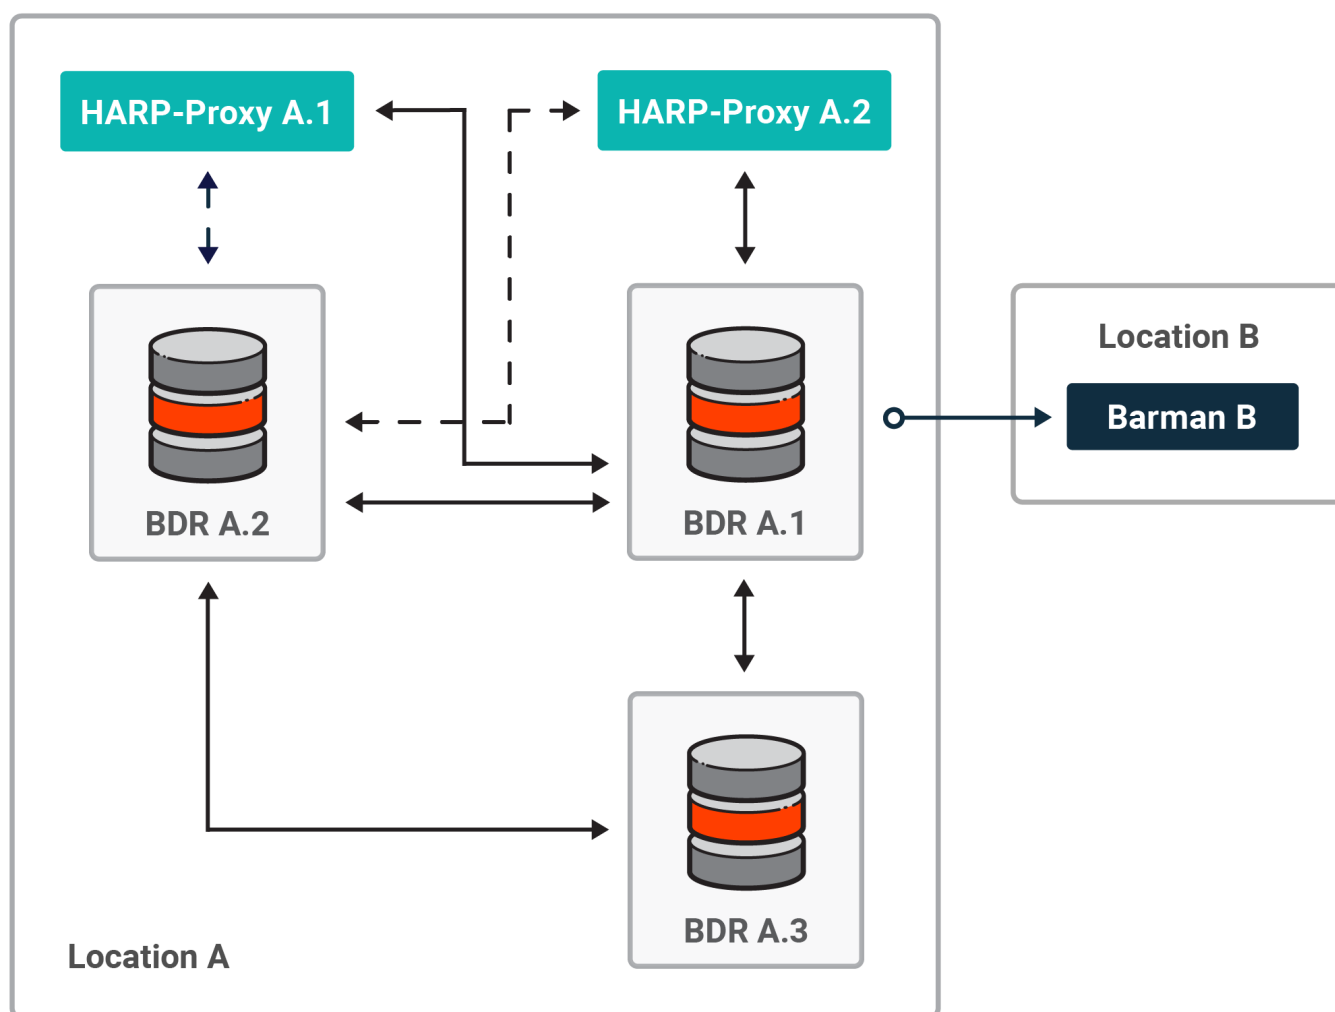 HARP-Proxy A.1
HARP-Proxy A.2
BDR A.2
BDR A.1
Location B
Barman B
BDR A.3
Location A